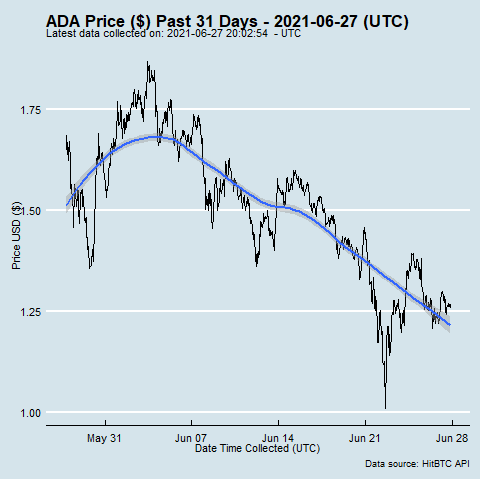 ADA Price ($) Past 31 Days - 2021-06-27 (UTC)
Latest data collected on: 2021-06-27 20:02:54 - UTC
Price USD ($)
1.75
1.50
1.25
1.00
May 31 Jun 07 Jun 14 Jun 21 Jun 28
Date Time Collected (UTC)
Data source: HitBTC API